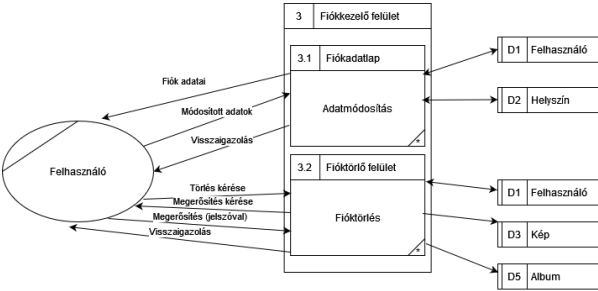 3 Fiókkezelő felület
3.1 Fiókadatlap
Adatmódosítás
*
D1 Felhasználó
D2 Helyszín
Fiók adatai
Módosított adatok
Visszaigazolás
Felhasználó
3.2 Fióktörlő felület
Fióktörlés
*
Törlés kérése
Megerősítés kérése
Megerősítés (jelszóval)
Visszaigazolás
D1 Felhasználó
D3 Kép
D5 Album